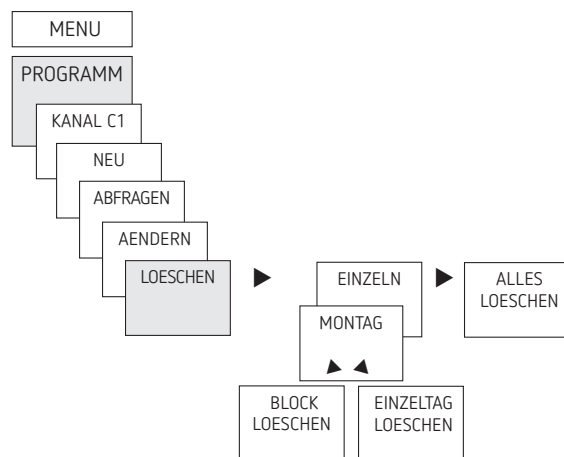 MENU
PROGRAMM
KANAL C1
NEU
ABFRAGEN
AENDERN
LOESCHEN
EINZELN
MONTAG
ALLES
LOESCHEN
BLOCK
LOESCHEN
EINZELTAG
LOESCHEN